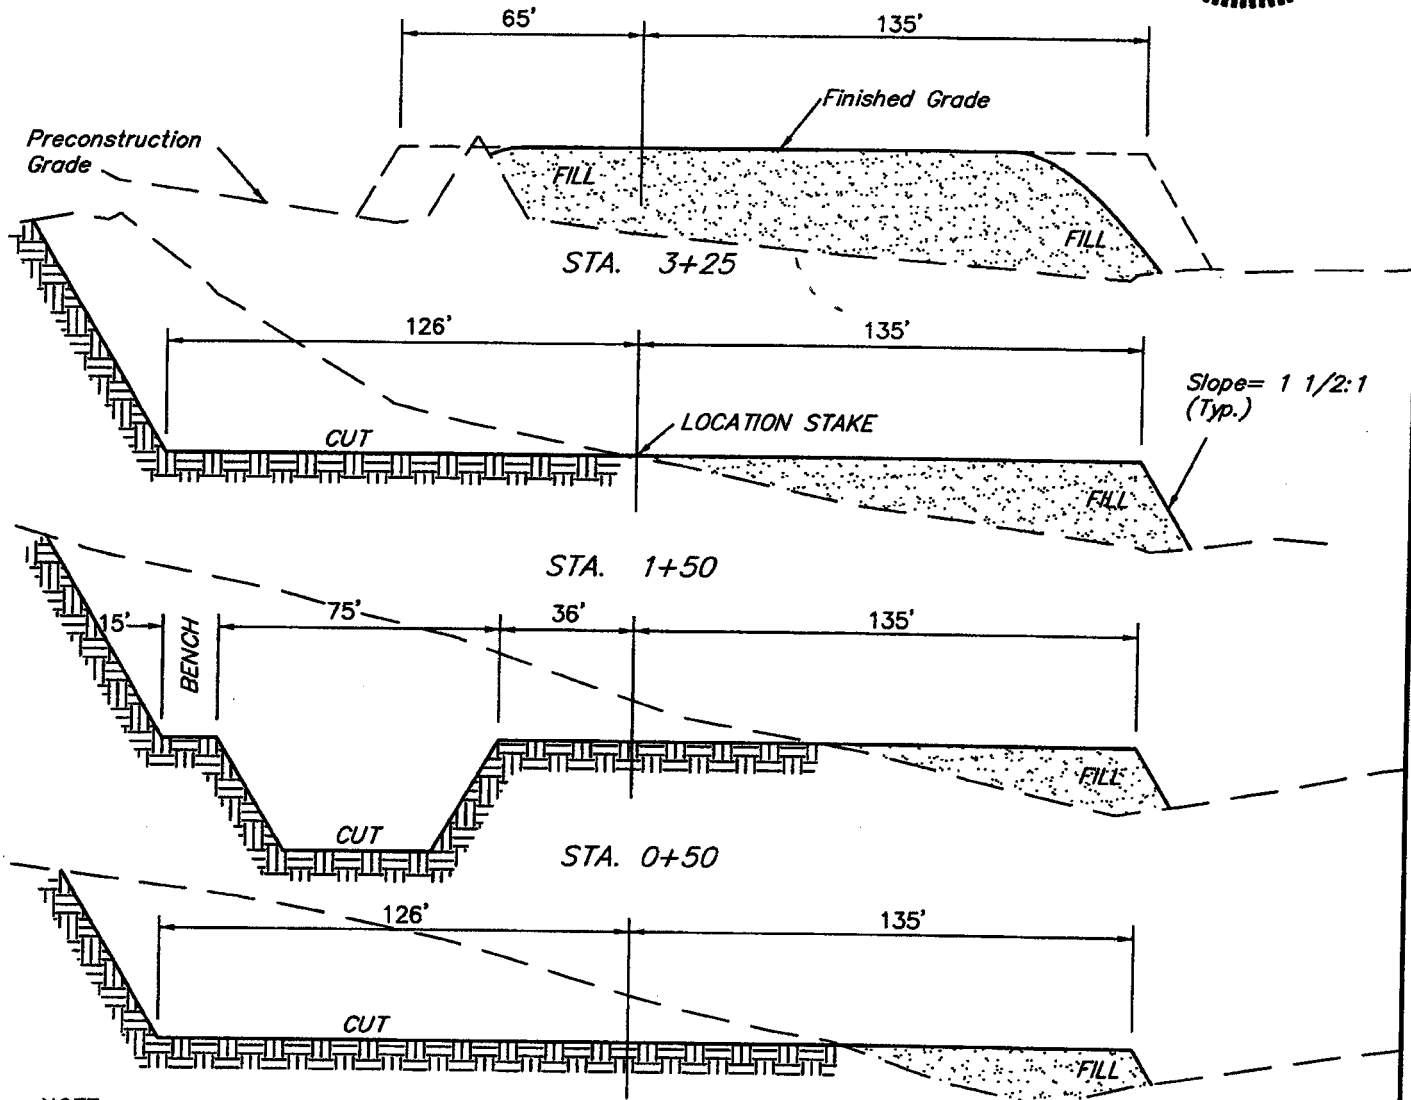 65' 135'
Finished Grade
Preconstruction
Grade
FILL
FILL
STA. 3+25
126' 135'
Slope= 1 1/2:1
(Typ.)
LOCATION STAKE
CUT
FILL
STA. 1+50
15' BENCH 75' 36' 135'
FILL
CUT
STA. 0+50
126' 135'
CUT
FILL